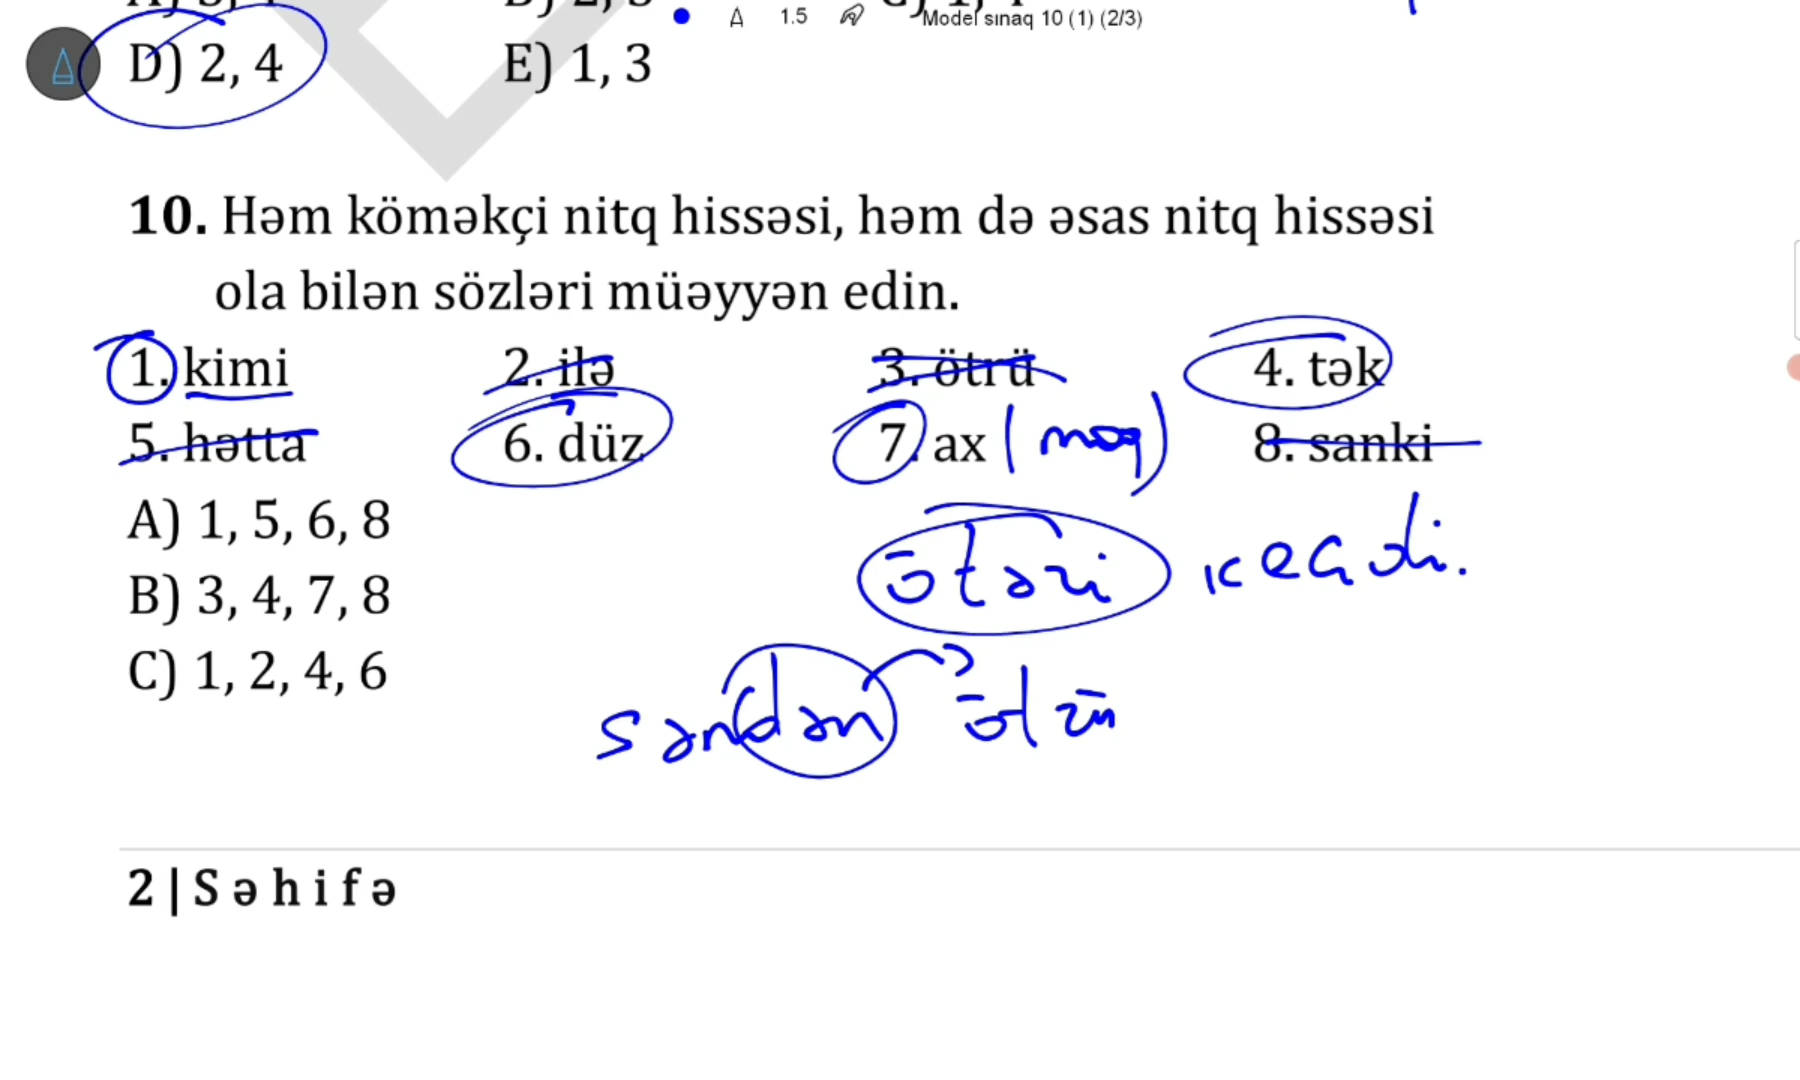 1.5 Model sınaq 10 (1) (2/3)
D) 2, 4 E) 1, 3
10. Həm köməkçi nitq hissəsi, həm də əsas nitq hissəsi
ola bilən sözləri müəyyən edin.
1. kimi 2. ilə 3. ötrü 4. tək
5. hətta 6. düz 7. ax (maq) 8. sanki
A) 1, 5, 6, 8
ötəri keçdi.
B) 3, 4, 7, 8
C) 1, 2, 4, 6
səndən ötrü
2 | S ə h i f ə